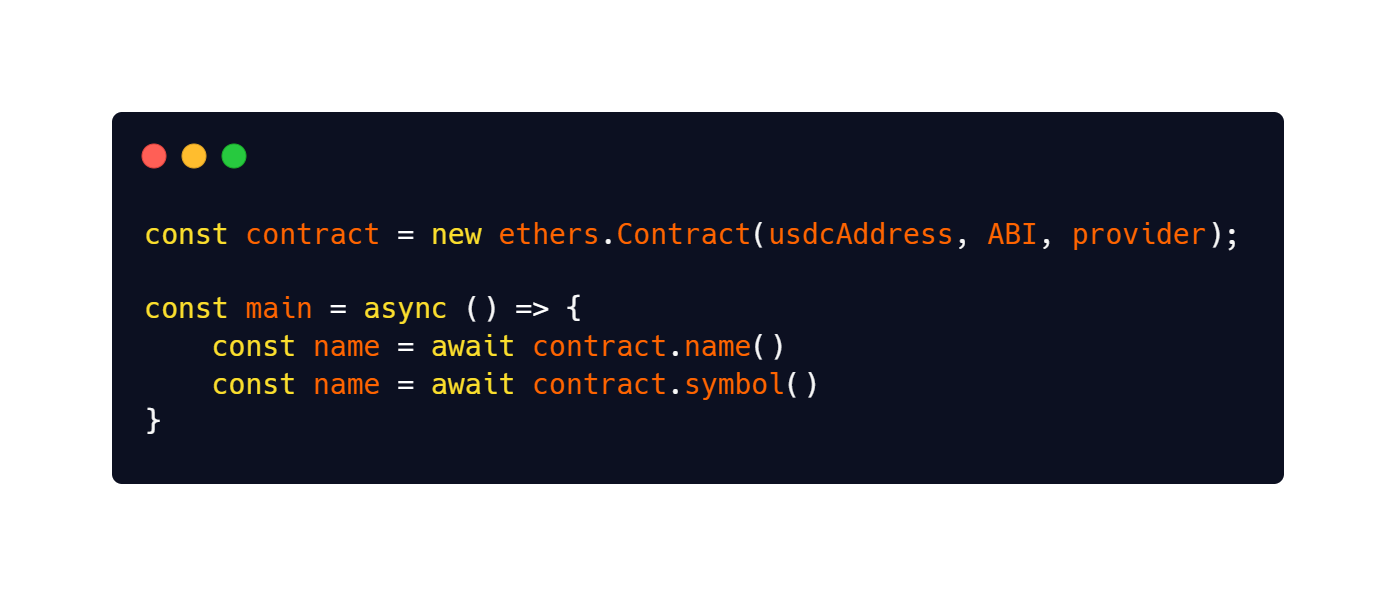 const contract = new ethers.Contract(usdcAddress, ABI, provider);

const main = async () => {
    const name = await contract.name()
    const name = await contract.symbol()
}